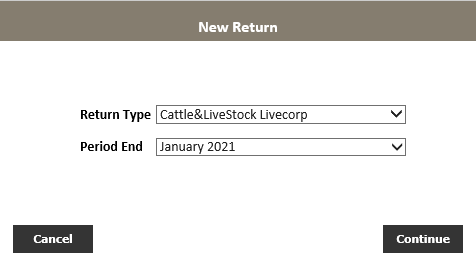 New Return
Return Type Cattle&LiveStock Livecorp
Period End January 2021
Cancel Continue